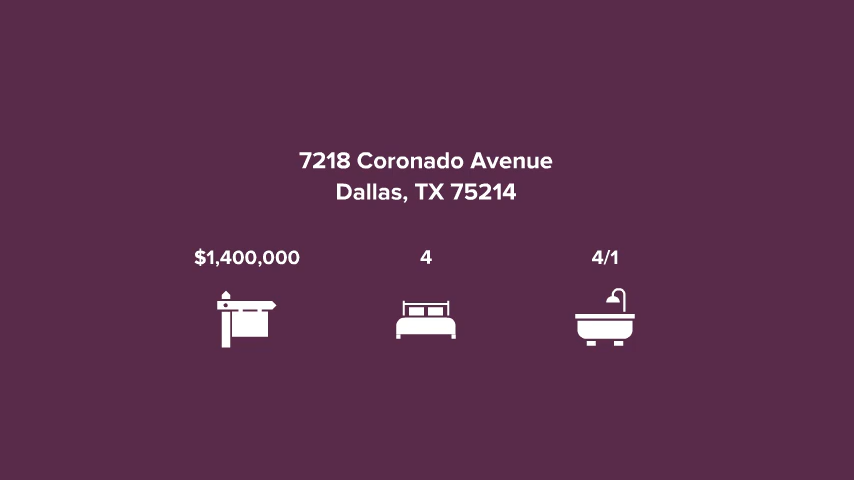 7218 Coronado Avenue
Dallas, TX 75214
$1,400,000
4
4/1